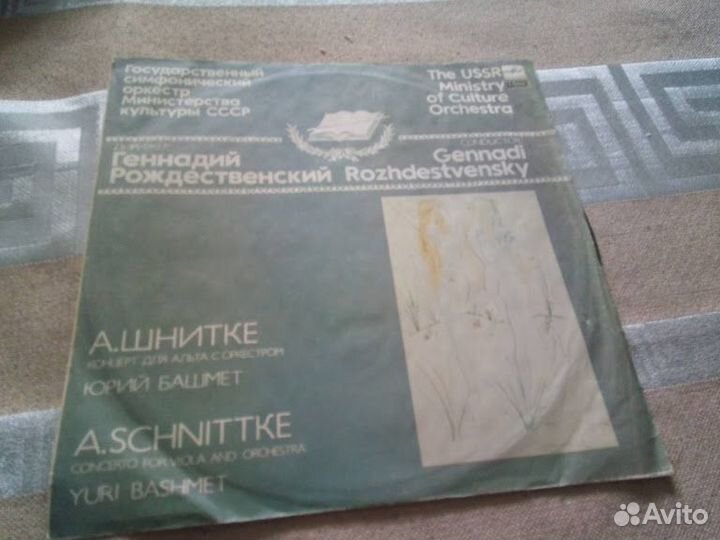 Государственный
симфонический
оркестр
Министерства
культуры СССР
The USSR
Ministry
of Culture
Orchestra
CONDUCTOR
Геннадий
Рождественский
Gennadi
Rozhdestvensky
А.ШНИТКЕ
КОНЦЕРТ ДЛЯ АЛЬТА С ОРКЕСТРОМ
ЮРИЙ БАШМЕТ
A.SCHNITTKE
CONCERTO FOR VIOLA AND ORCHESTRA
YURI BASHMET
Avito